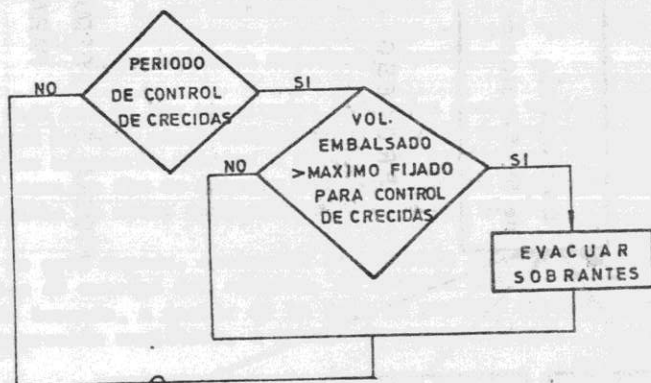 PERIODO
DE CONTROL
DE CRECIDAS
NO
SI
VOL.
EMBALSADO
>MAXIMO FIJADO
PARA CONTROL
DE CRECIDAS
NO
SI
EVACUAR
SOBRANTES